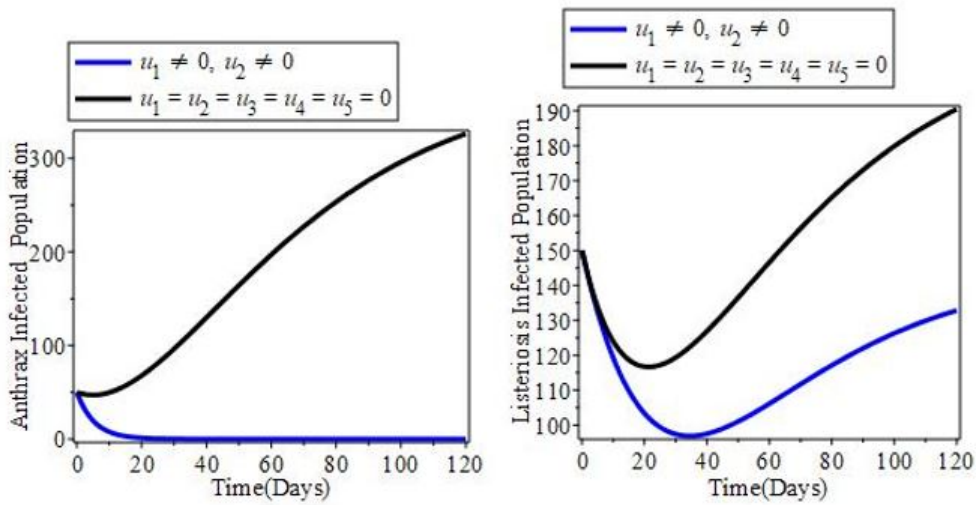 u1 ≠ 0, u2 ≠ 0
u1 = u2 = u3 = u4 = u5 = 0
300
200
100
0
Anthrax Infected Population
0 20 40 60 80 100 120
Time(Days)
u1 ≠ 0, u2 ≠ 0
u1 = u2 = u3 = u4 = u5 = 0
190
180
170
160
150
140
130
120
110
100
Listeriosis Infected Population
0 20 40 60 80 100 120
Time(Days)